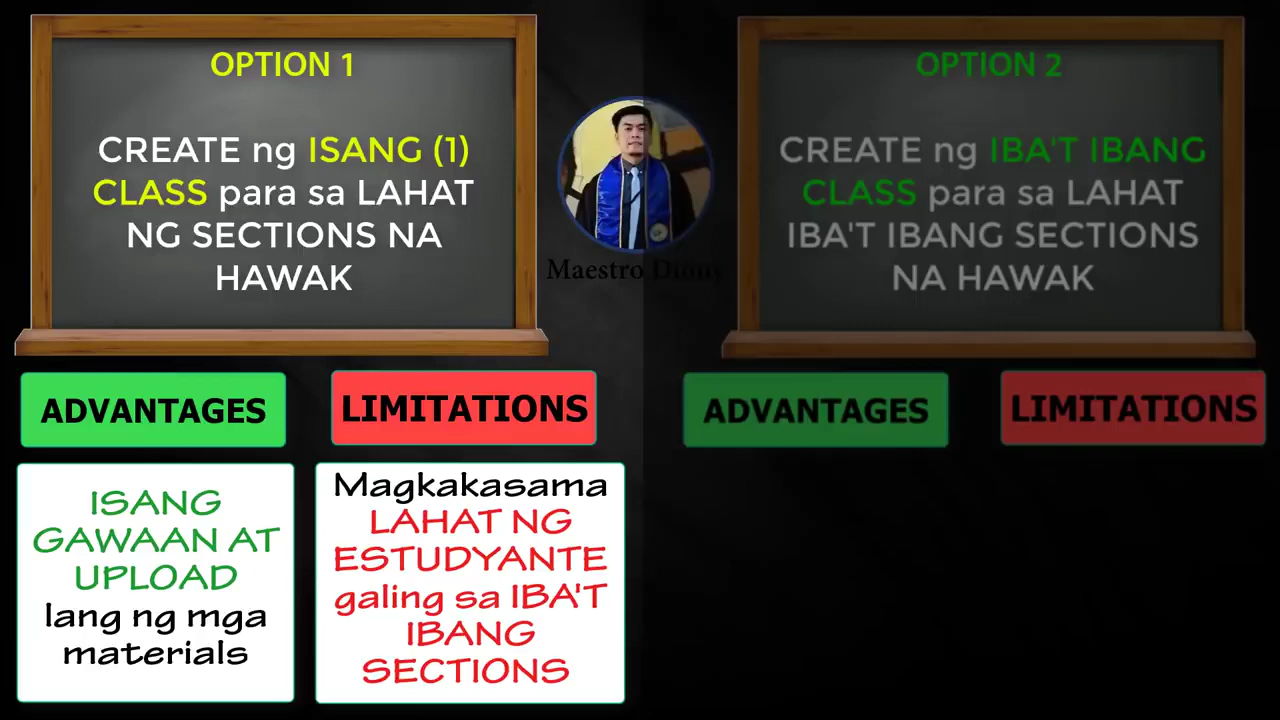 OPTION 1
CREATE ng ISANG (1)
CLASS para sa LAHAT
NG SECTIONS NA
HAWAK
ADVANTAGES
LIMITATIONS
ISANG
GAWAAN AT
UPLOAD
lang ng mga
materials
Magkakasama
LAHAT NG
ESTUDYANTE
galing sa IBA'T
IBANG
SECTIONS
Maestro
OPTION 2
CREATE ng IBA'T IBANG
CLASS para sa LAHAT
IBA'T IBANG SECTIONS
NA HAWAK
ADVANTAGES
LIMITATIONS